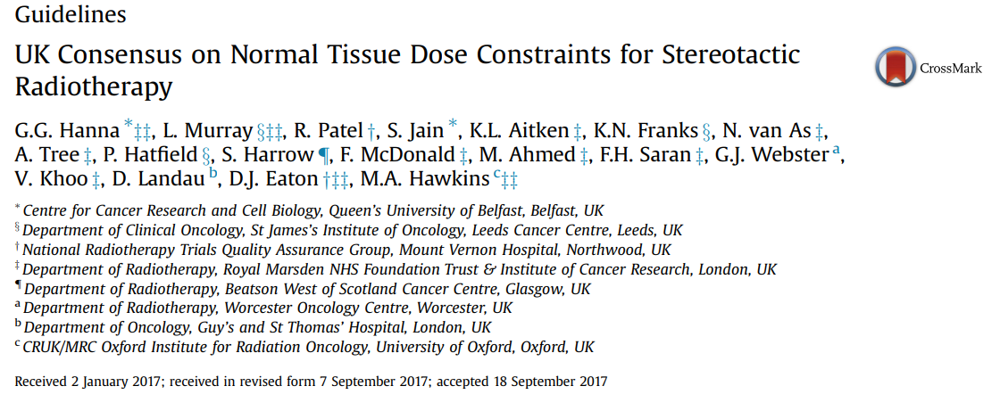 Guidelines
UK Consensus on Normal Tissue Dose Constraints for Stereotactic
Radiotherapy
CrossMark
G.G. Hanna *‡‡, L. Murray §‡‡, R. Patel †, S. Jain *, K.L. Aitken ‡, K.N. Franks §, N. van As ‡,
A. Tree ‡, P. Hatfield §, S. Harrow ¶, F. McDonald ‡, M. Ahmed ‡, F.H. Saran ‡, G.J. Webster a,
V. Khoo ‡, D. Landau b, D.J. Eaton †‡‡, M.A. Hawkins c‡‡
* Centre for Cancer Research and Cell Biology, Queen's University of Belfast, Belfast, UK
§ Department of Clinical Oncology, St James's Institute of Oncology, Leeds Cancer Centre, Leeds, UK
† National Radiotherapy Trials Quality Assurance Group, Mount Vernon Hospital, Northwood, UK
‡ Department of Radiotherapy, Royal Marsden NHS Foundation Trust & Institute of Cancer Research, London, UK
¶ Department of Radiotherapy, Beatson West of Scotland Cancer Centre, Glasgow, UK
a Department of Radiotherapy, Worcester Oncology Centre, Worcester, UK
b Department of Oncology, Guy's and St Thomas' Hospital, London, UK
c CRUK/MRC Oxford Institute for Radiation Oncology, University of Oxford, Oxford, UK
Received 2 January 2017; received in revised form 7 September 2017; accepted 18 September 2017